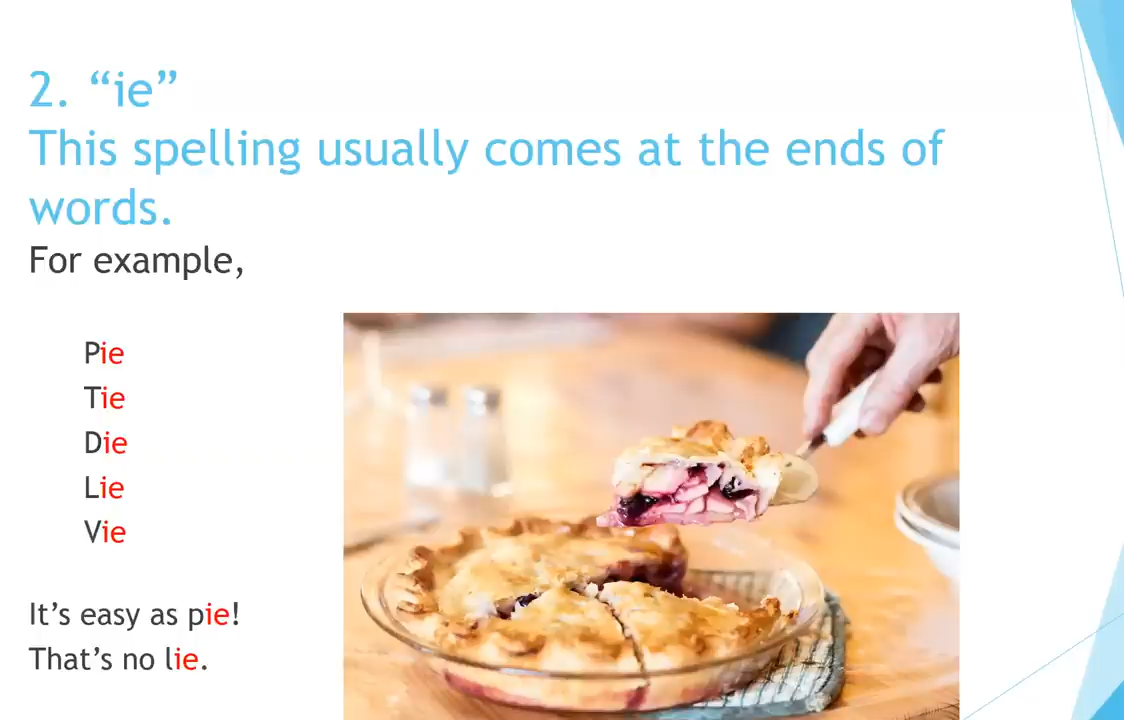 2. “ie”
This spelling usually comes at the ends of
words.
For example,
Pie
Tie
Die
Lie
Vie
It’s easy as pie!
That’s no lie.